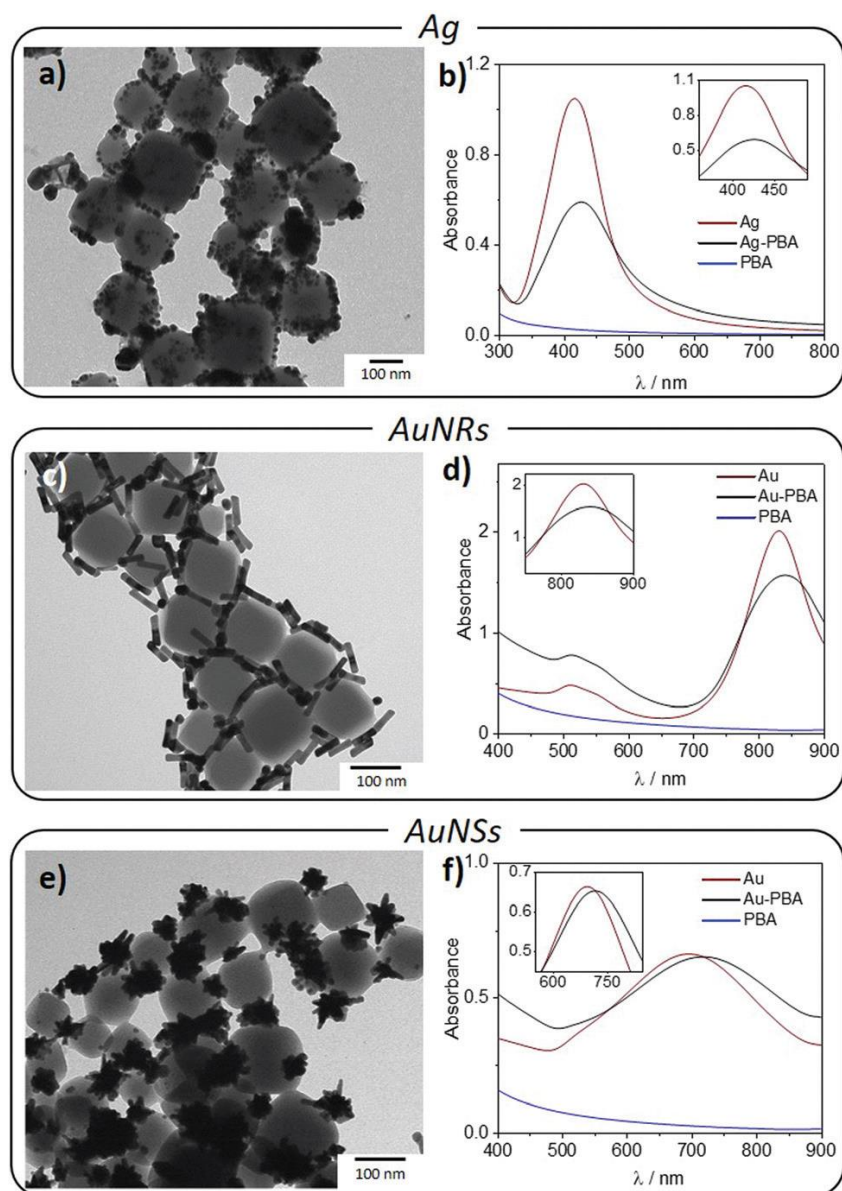 Ag
a)
100 nm
b)
Absorbance
1.2
0.8
0.4
0.0
300 400 500 600 700 800
λ / nm
1.1
0.8
0.5
400 450
Ag
Ag-PBA
PBA
AuNRs
c)
100 nm
d)
Absorbance
2
1
0
400 500 600 700 800 900
λ / nm
2
1
800 900
Au
Au-PBA
PBA
AuNSs
e)
100 nm
f)
Absorbance
1.0
0.5
0.0
400 500 600 700 800 900
λ / nm
0.7
0.6
0.5
600 750
Au
Au-PBA
PBA